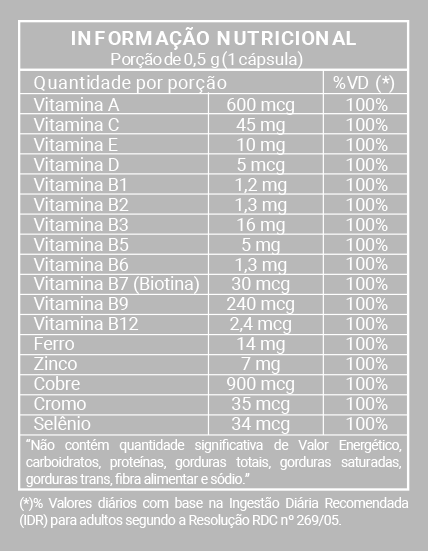 INFORMAÇÃO NUTRICIONAL
Porção de 0,5 g (1 cápsula)
Quantidade por porção %VD (*)
Vitamina A 600 mcg 100%
Vitamina C 45 mg 100%
Vitamina E 10 mg 100%
Vitamina D 5 mcg 100%
Vitamina B1 1,2 mg 100%
Vitamina B2 1,3 mg 100%
Vitamina B3 16 mg 100%
Vitamina B5 5 mg 100%
Vitamina B6 1,3 mg 100%
Vitamina B7 (Biotina) 30 mcg 100%
Vitamina B9 240 mcg 100%
Vitamina B12 2,4 mcg 100%
Ferro 14 mg 100%
Zinco 7 mg 100%
Cobre 900 mcg 100%
Cromo 35 mcg 100%
Selênio 34 mcg 100%
“Não contém quantidade significativa de Valor Energético,
carboidratos, proteínas, gorduras totais, gorduras saturadas,
gorduras trans, fibra alimentar e sódio.”
(*)% Valores diários com base na Ingestão Diária Recomendada
(IDR) para adultos segundo a Resolução RDC nº 269/05.